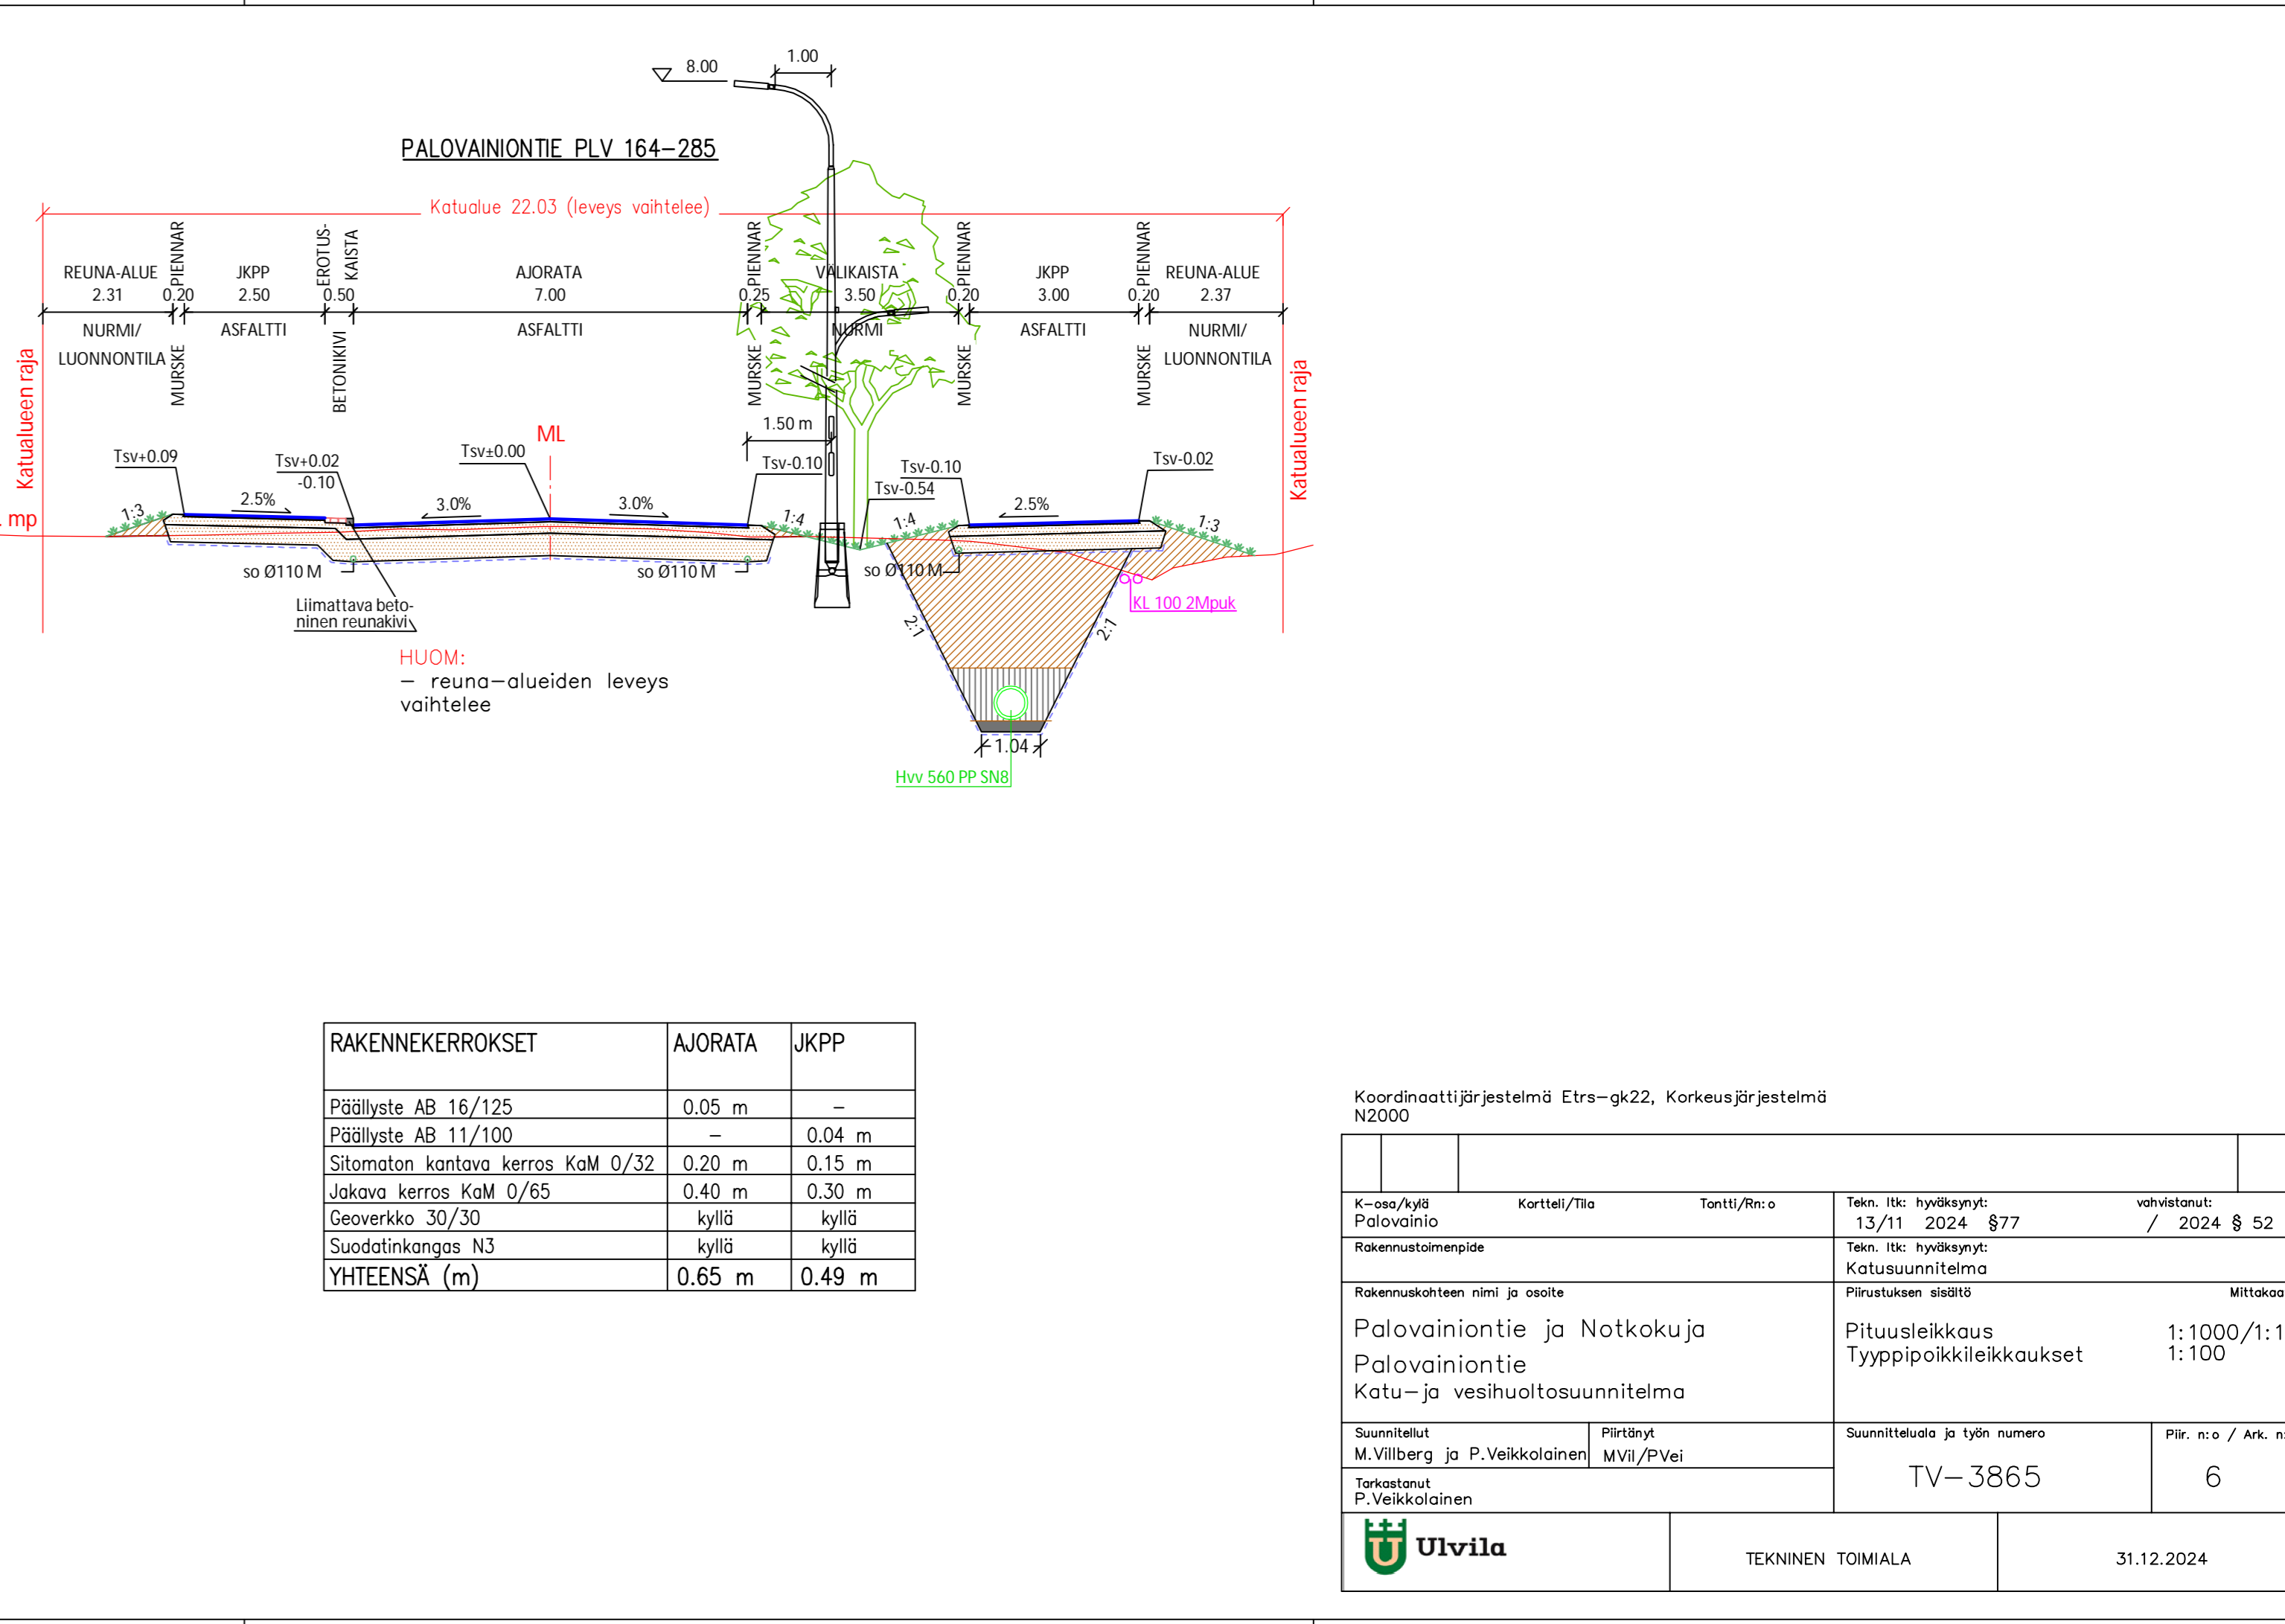 8.00
1.00
PALOVAINIONTIE PLV 164-285
Katualue 22.03 (leveys vaihtelee)
REUNA-ALUE
2.31
NURMI/
LUONNONTILA
PIENNAR
0.20
MURSKE
JKPP
2.50
ASFALTTI
EROTUS-
KAISTA
0.50
BETONIKIVI
AJORATA
7.00
ASFALTTI
PIENNAR
0.25
MURSKE
VÄLIKAISTA
3.50
NURMI
PIENNAR
0.20
MURSKE
JKPP
3.00
ASFALTTI
PIENNAR
0.20
MURSKE
REUNA-ALUE
2.37
NURMI/
LUONNONTILA
Katualueen raja
Katualueen raja
mp
Tsv+0.09
Tsv+0.02
-0.10
Tsv±0.00
ML
1.50 m
Tsv-0.10
Tsv-0.10
Tsv-0.54
Tsv-0.02
1:3
2.5%
3.0%
3.0%
1:4
1:4
2.5%
1:3
so Ø110 M
so Ø110 M
so Ø110 M
Liimattava beto-
ninen reunakivi
KL 100 2Mpuk
2:1
2:1
1.04
Hvv 560 PP SN8
HUOM:
- reuna-alueiden leveys
vaihtelee
RAKENNEKERROKSET AJORATA JKPP
Päällyste AB 16/125 0.05 m -
Päällyste AB 11/100 - 0.04 m
Sitomaton kantava kerros KaM 0/32 0.20 m 0.15 m
Jakava kerros KaM 0/65 0.40 m 0.30 m
Geoverkko 30/30 kyllä kyllä
Suodatinkangas N3 kyllä kyllä
YHTEENSÄ (m) 0.65 m 0.49 m
Koordinaattijärjestelmä Etrs-gk22, Korkeusjärjestelmä
N2000
K-osa/kylä Kortteli/Tila Tontti/Rn:o
Palovainio
Tekn. ltk: hyväksynyt: vahvistanut:
13/11 2024 §77 / 2024 § 52
Rakennustoimenpide
Tekn. ltk: hyväksynyt:
Katusuunnitelma
Rakennuskohteen nimi ja osoite
Palovainiontie ja Notkokuja
Palovainiontie
Katu-ja vesihuoltosuunnitelma
Piirustuksen sisältö Mittakaa
Pituusleikkaus 1:1000/1:1
Tyyppipoikkileikkaukset 1:100
Suunnitellut
M.Villberg ja P.Veikkolainen
Piirtänyt
MVil/PVei
Tarkastanut
P.Veikkolainen
Suunnitteluala ja työn numero
TV-3865
Piir. n:o / Ark. n:
6
Ulvila
TEKNINEN TOIMIALA
31.12.2024